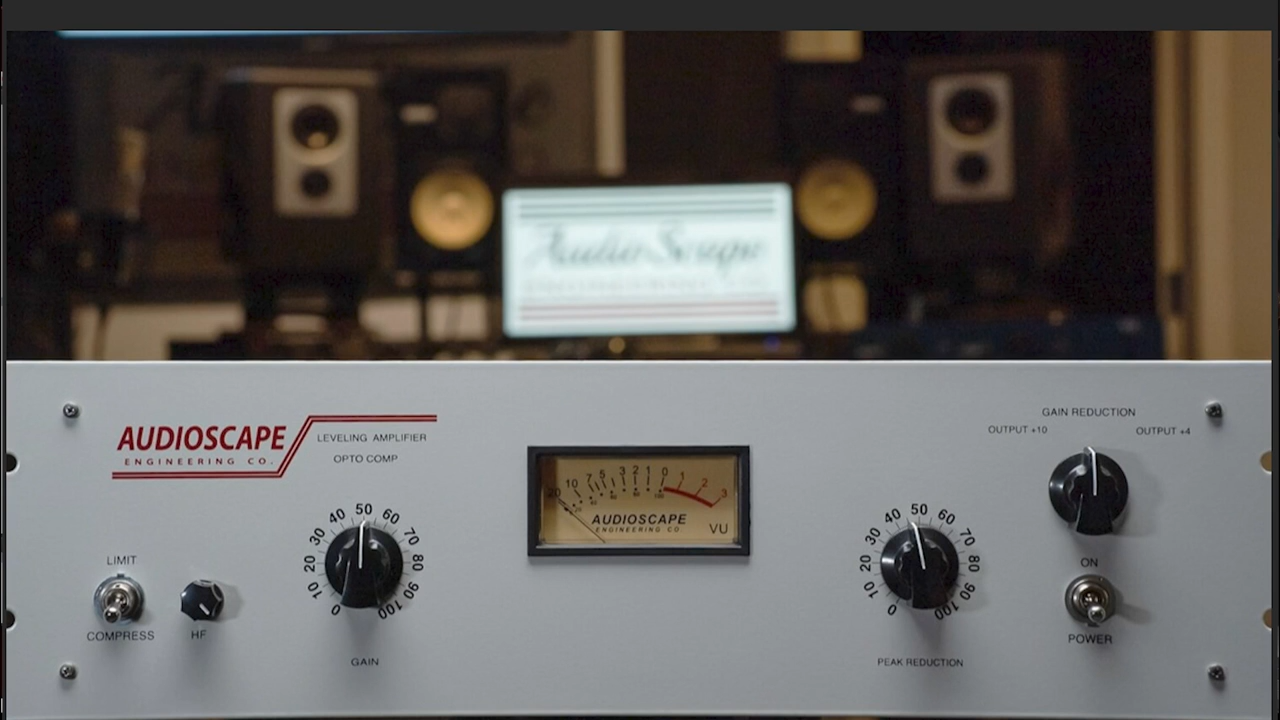 AudioScape
AUDIOSCAPE
ENGINEERING CO.
LEVELING AMPLIFIER
OPTO COMP
GAIN REDUCTION
OUTPUT +10
OUTPUT +4
20 10 7 5 3 2 1 0 1 2 3
AUDIOSCAPE
ENGINEERING CO
VU
0 10 20 30 40 50 60 70 80 90 100
GAIN
LIMIT
COMPRESS
HF
0 10 20 30 40 50 60 70 80 90 100
PEAK REDUCTION
ON
POWER